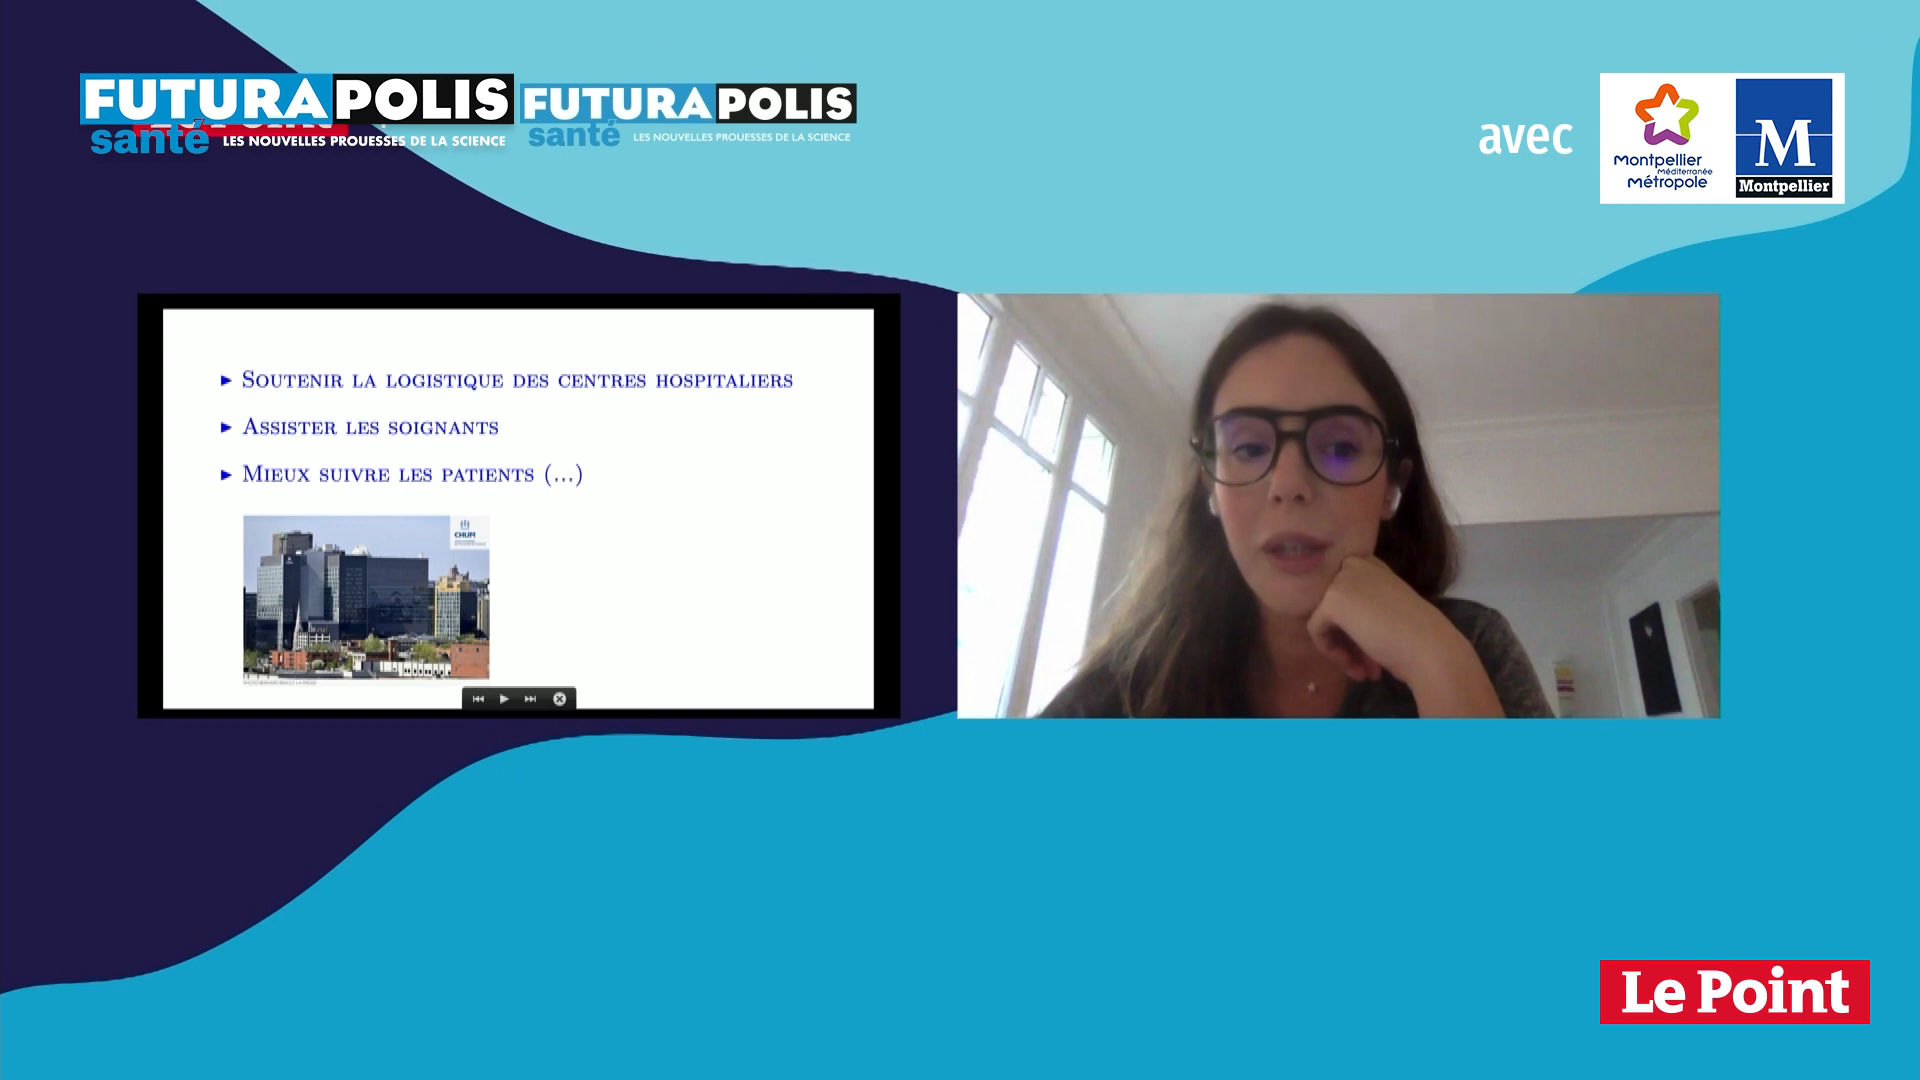 FUTURAPOLIS
santé LES NOUVELLES PROUESSES DE LA SCIENCE
FUTURAPOLIS
santé LES NOUVELLES PROUESSES DE LA SCIENCE
avec
Montpellier
Méditerranée
Métropole
M
Montpellier
► Soutenir la logistique des centres hospitaliers
► Assister les soignants
► Mieux suivre les patients (...)
CHUM
Le Point